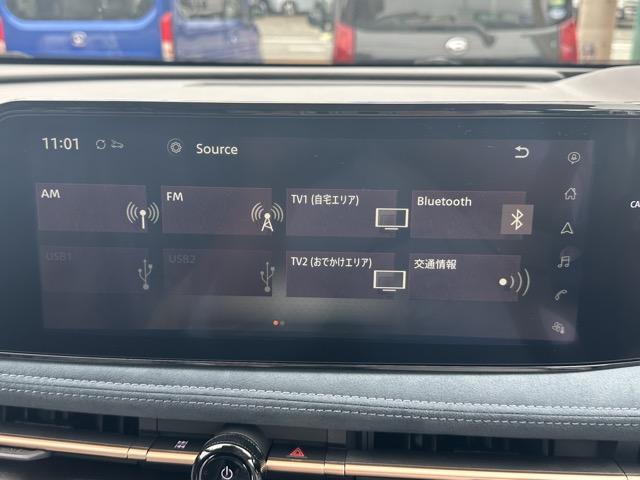 11:01
Source
AM
FM
TV1 (自宅エリア)
Bluetooth
USB1
USB2
TV2 (おでかけエリア)
交通情報
CA